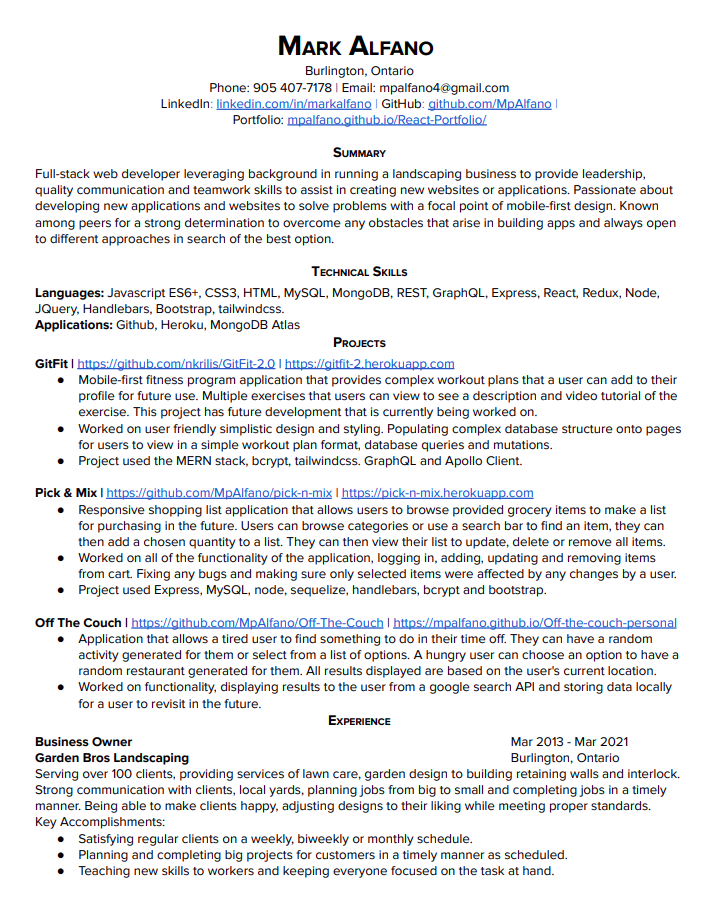 Mark Alfano
Burlington, Ontario
Phone: 905 407-7178 | Email: mpalfano4@gmail.com
LinkedIn: linkedin.com/in/markalfano | GitHub: github.com/MpAlfano |
Portfolio: mpalfano.github.io/React-Portfolio/
Summary
Full-stack web developer leveraging background in running a landscaping business to provide leadership,
quality communication and teamwork skills to assist in creating new websites or applications. Passionate about
developing new applications and websites to solve problems with a focal point of mobile-first design. Known
among peers for a strong determination to overcome any obstacles that arise in building apps and always open
to different approaches in search of the best option.
Technical Skills
Languages: Javascript ES6+, CSS3, HTML, MySQL, MongoDB, REST, GraphQL, Express, React, Redux, Node,
JQuery, Handlebars, Bootstrap, tailwindcss.
Applications: Github, Heroku, MongoDB Atlas
Projects
GitFit | https://github.com/nkrilis/GitFit-2.0 | https://gitfit-2.herokuapp.com
● Mobile-first fitness program application that provides complex workout plans that a user can add to their
profile for future use. Multiple exercises that users can view to see a description and video tutorial of the
exercise. This project has future development that is currently being worked on.
● Worked on user friendly simplistic design and styling. Populating complex database structure onto pages
for users to view in a simple workout plan format, database queries and mutations.
● Project used the MERN stack, bcrypt, tailwindcss. GraphQL and Apollo Client.
Pick & Mix | https://github.com/MpAlfano/pick-n-mix | https://pick-n-mix.herokuapp.com
● Responsive shopping list application that allows users to browse provided grocery items to make a list
for purchasing in the future. Users can browse categories or use a search bar to find an item, they can
then add a chosen quantity to a list. They can then view their list to update, delete or remove all items.
● Worked on all of the functionality of the application, logging in, adding, updating and removing items
from cart. Fixing any bugs and making sure only selected items were affected by any changes by a user.
● Project used Express, MySQL, node, sequelize, handlebars, bcrypt and bootstrap.
Off The Couch | https://github.com/MpAlfano/Off-The-Couch | https://mpalfano.github.io/Off-the-couch-personal
● Application that allows a tired user to find something to do in their time off. They can have a random
activity generated for them or select from a list of options. A hungry user can choose an option to have a
random restaurant generated for them. All results displayed are based on the user's current location.
● Worked on functionality, displaying results to the user from a google search API and storing data locally
for a user to revisit in the future.
Experience
Business Owner Mar 2013 - Mar 2021
Garden Bros Landscaping Burlington, Ontario
Serving over 100 clients, providing services of lawn care, garden design to building retaining walls and interlock.
Strong communication with clients, local yards, planning jobs from big to small and completing jobs in a timely
manner. Being able to make clients happy, adjusting designs to their liking while meeting proper standards.
Key Accomplishments:
● Satisfying regular clients on a weekly, biweekly or monthly schedule.
● Planning and completing big projects for customers in a timely manner as scheduled.
● Teaching new skills to workers and keeping everyone focused on the task at hand.